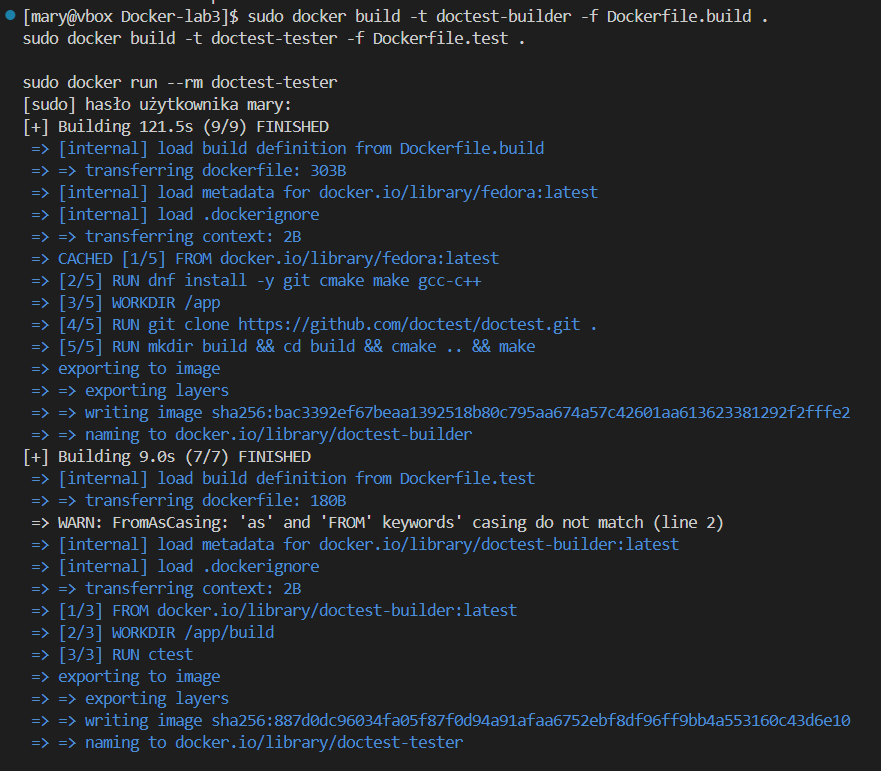 [mary@vbox Docker-lab3]$ sudo docker build -t doctest-builder -f Dockerfile.build .
sudo docker build -t doctest-tester -f Dockerfile.test .
sudo docker run --rm doctest-tester
[sudo] hasło użytkownika mary:
[+] Building 121.5s (9/9) FINISHED
=> [internal] load build definition from Dockerfile.build
=> => transferring dockerfile: 303B
=> [internal] load metadata for docker.io/library/fedora:latest
=> [internal] load .dockerignore
=> => transferring context: 2B
=> CACHED [1/5] FROM docker.io/library/fedora:latest
=> [2/5] RUN dnf install -y git cmake make gcc-c++
=> [3/5] WORKDIR /app
=> [4/5] RUN git clone https://github.com/doctest/doctest.git .
=> [5/5] RUN mkdir build && cd build && cmake .. && make
=> exporting to image
=> => exporting layers
=> => writing image sha256:bac3392ef67beaa1392518b80c795aa674a57c42601aa613623381292f2fffe2
=> => naming to docker.io/library/doctest-builder
[+] Building 9.0s (7/7) FINISHED
=> [internal] load build definition from Dockerfile.test
=> => transferring dockerfile: 180B
=> WARN: FromAsCasing: 'as' and 'FROM' keywords' casing do not match (line 2)
=> [internal] load metadata for docker.io/library/doctest-builder:latest
=> [internal] load .dockerignore
=> => transferring context: 2B
=> [1/3] FROM docker.io/library/doctest-builder:latest
=> [2/3] WORKDIR /app/build
=> [3/3] RUN ctest
=> exporting to image
=> => exporting layers
=> => writing image sha256:887d0dc96034fa05f87f0d94a91afaa6752ebf8df96ff9bb4a553160c43d6e10
=> => naming to docker.io/library/doctest-tester